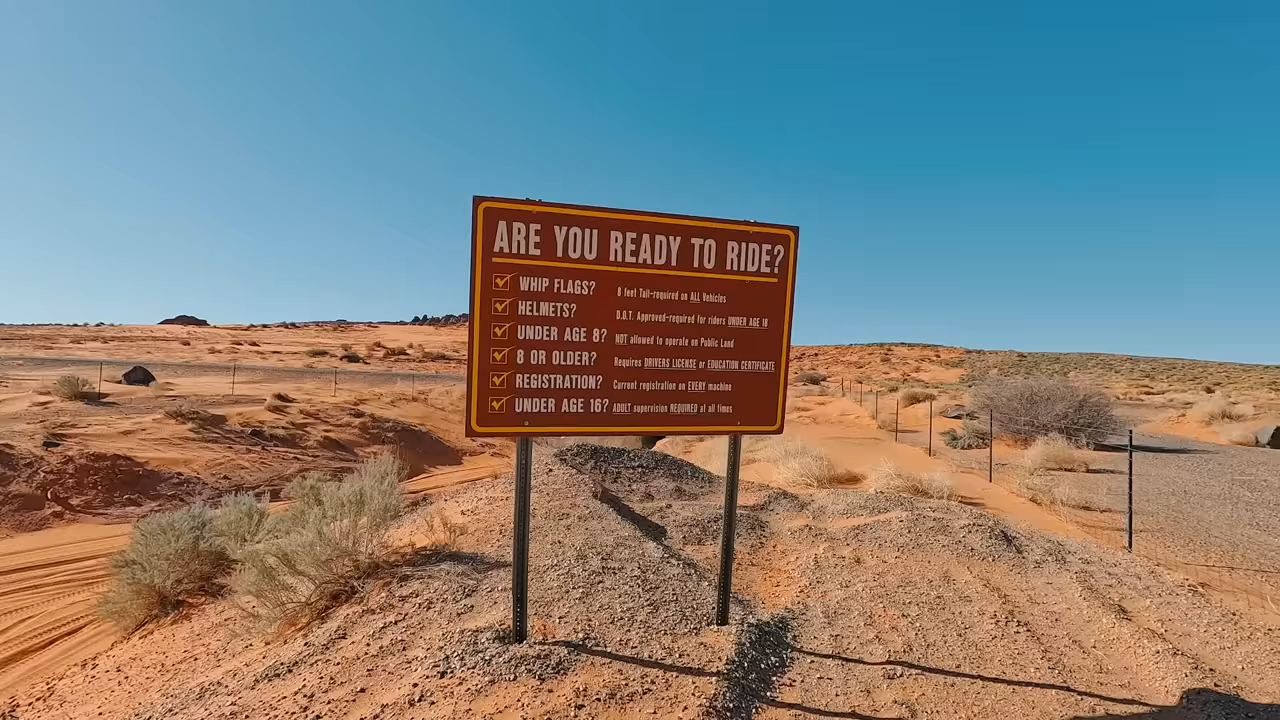 ARE YOU READY TO RIDE?
WHIP FLAGS? 8 feet Tall-required on ALL Vehicles
HELMETS? D.O.T. Approved-required for riders UNDER AGE 18
UNDER AGE 8? NOT allowed to operate on Public Land
8 OR OLDER? Requires DRIVERS LICENSE or EDUCATION CERTIFICATE
REGISTRATION? Current registration on EVERY machine
UNDER AGE 16? ADULT supervision REQUIRED at all times